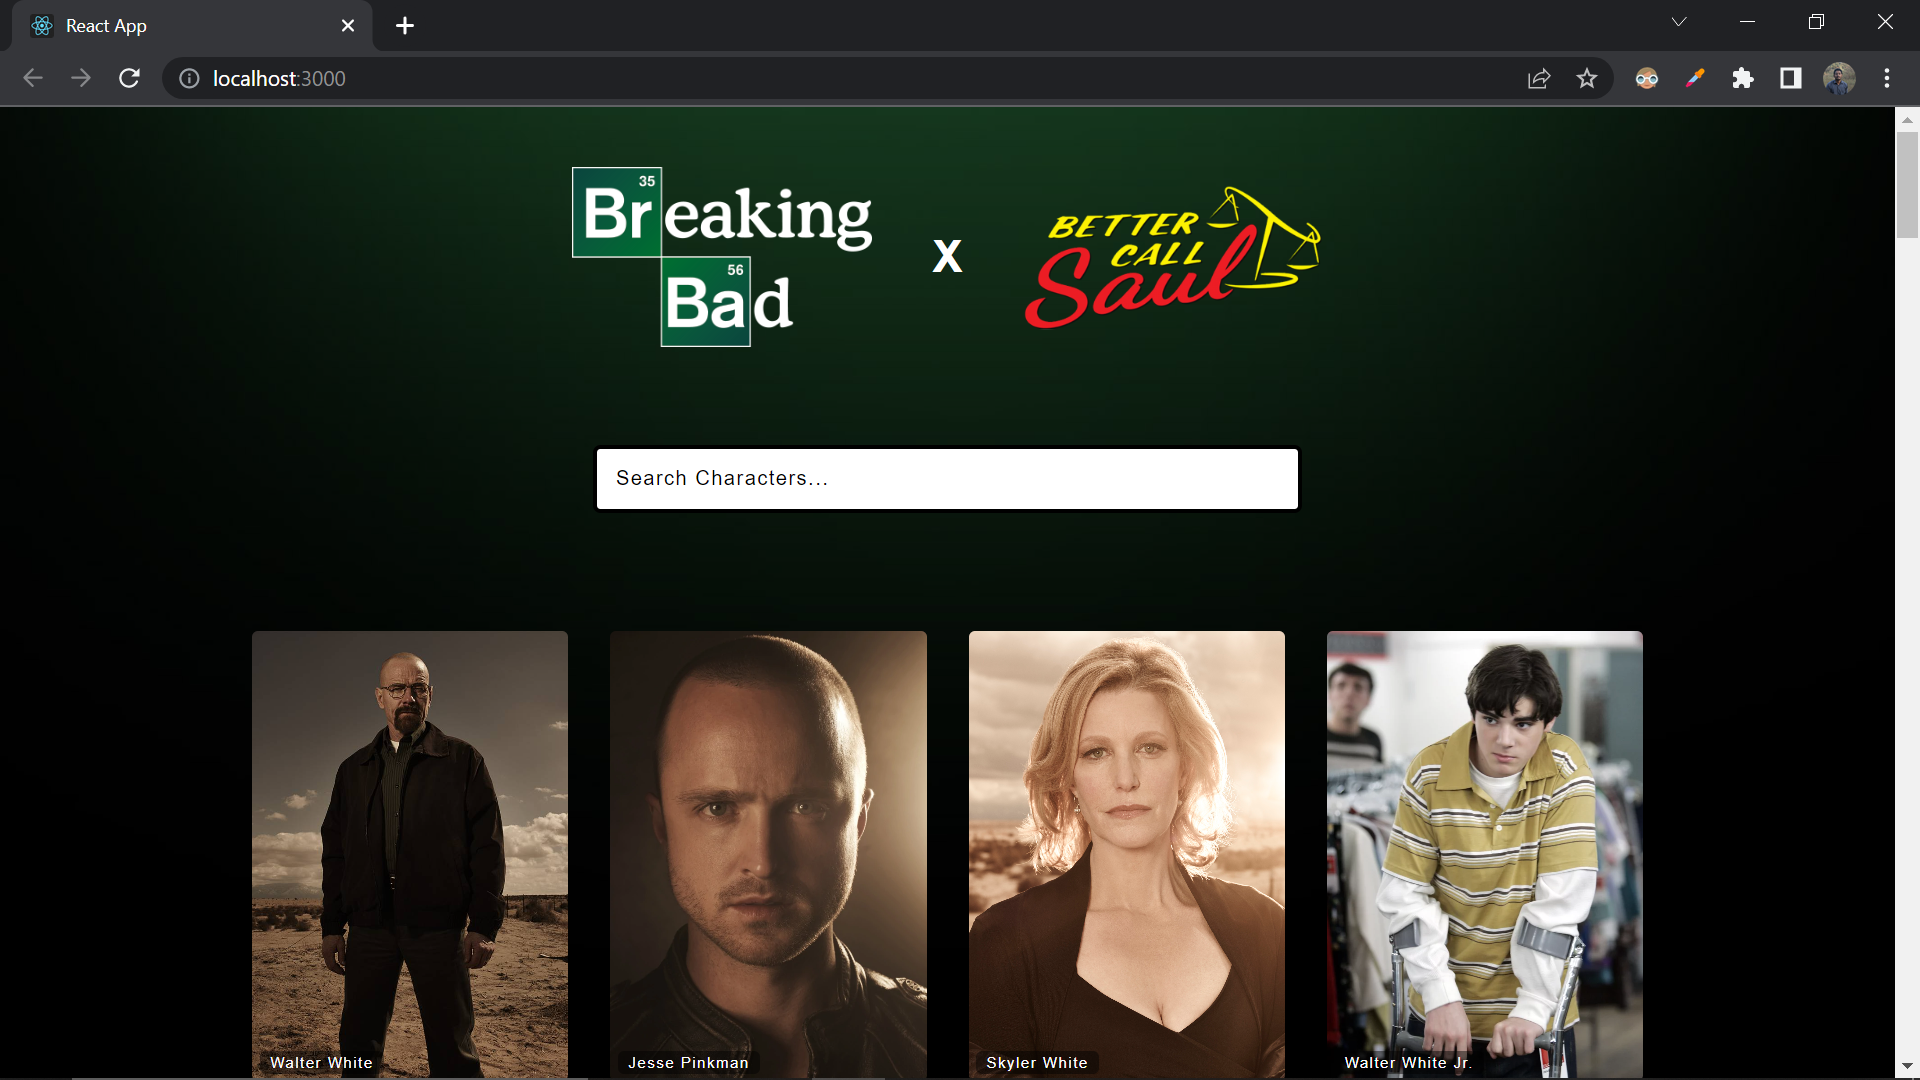 React App
localhost:3000
35
Breaking
56
Bad
X
BETTER
CALL
Saul
Search Characters...
Walter White
Jesse Pinkman
Skyler White
Walter White Jr.